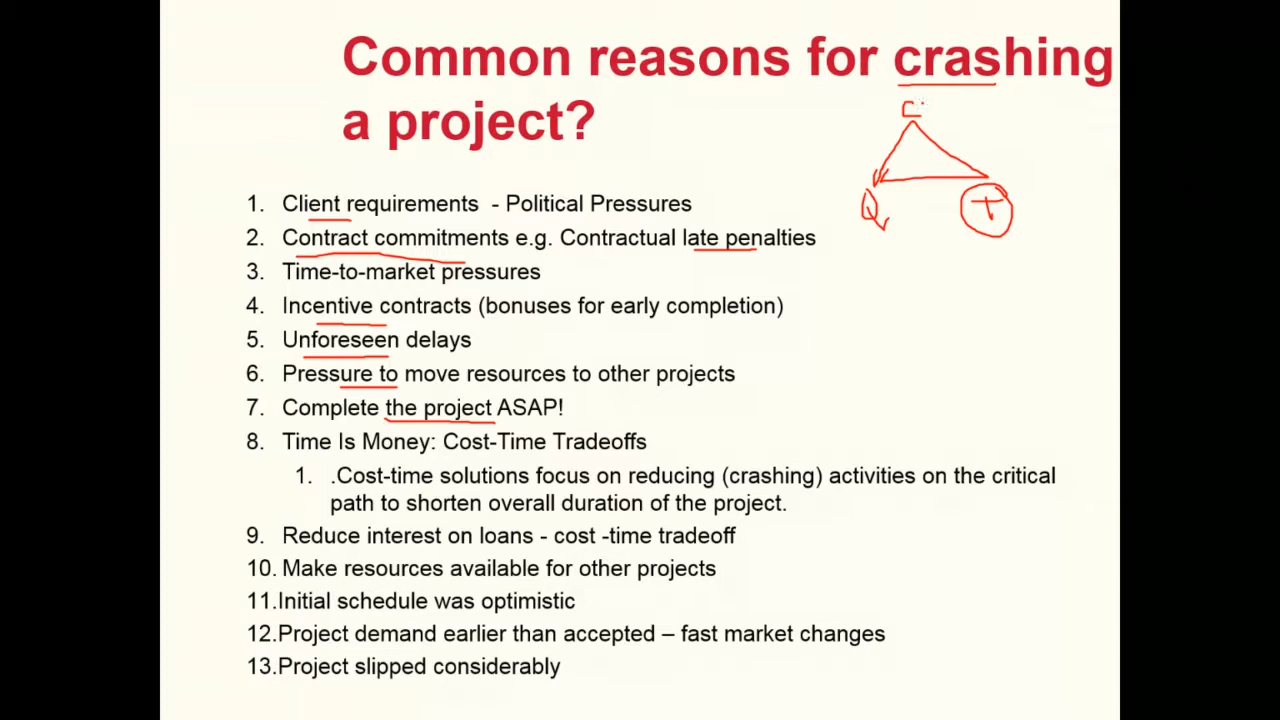 Common reasons for crashing
a project?
1. Client requirements - Political Pressures
2. Contract commitments e.g. Contractual late penalties
3. Time-to-market pressures
4. Incentive contracts (bonuses for early completion)
5. Unforeseen delays
6. Pressure to move resources to other projects
7. Complete the project ASAP!
8. Time Is Money: Cost-Time Tradeoffs
1. .Cost-time solutions focus on reducing (crashing) activities on the critical
path to shorten overall duration of the project.
9. Reduce interest on loans - cost -time tradeoff
10. Make resources available for other projects
11.Initial schedule was optimistic
12.Project demand earlier than accepted – fast market changes
13.Project slipped considerably
Q T